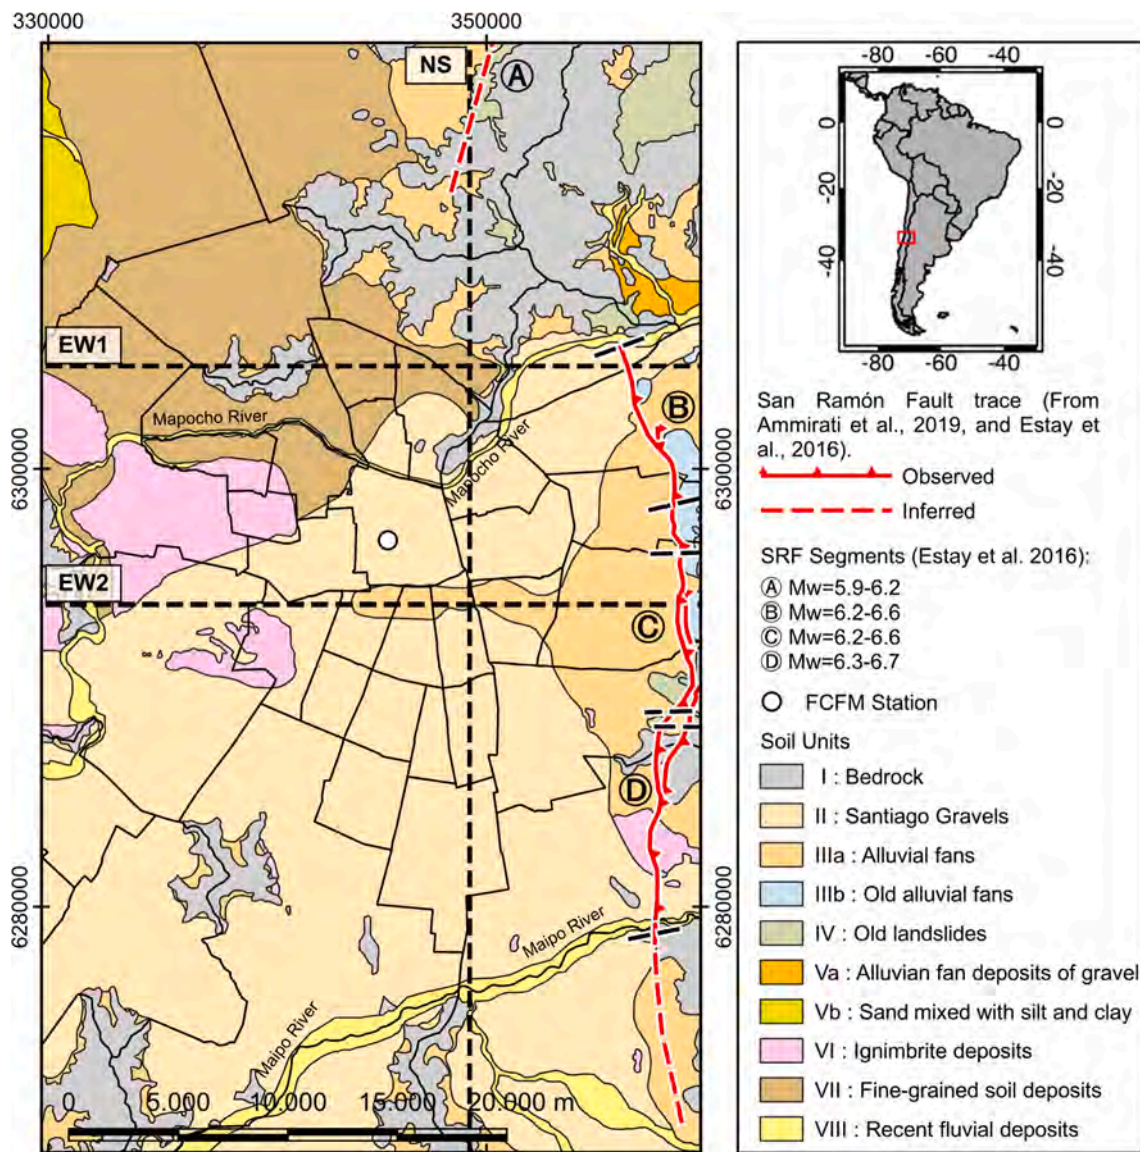 330000
350000
NS
A
EW1
Mapocho River
Mapocho River
B
6300000
6300000
EW2
C
D
6280000
6280000
Maipo River
Maipo River
0 5.000 10.000 15.000 20.000 m
-80 -60 -40
0
-20
-40
0
-20
-40
-80 -60 -40
San Ramón Fault trace (From
Ammirati et al., 2019, and Estay et
al., 2016).
Observed
Inferred
SRF Segments (Estay et al. 2016):
A Mw=5.9-6.2
B Mw=6.2-6.6
C Mw=6.2-6.6
D Mw=6.3-6.7
FCFM Station
Soil Units
I : Bedrock
II : Santiago Gravels
IIIa : Alluvial fans
IIIb : Old alluvial fans
IV : Old landslides
Va : Alluvian fan deposits of gravel
Vb : Sand mixed with silt and clay
VI : Ignimbrite deposits
VII : Fine-grained soil deposits
VIII : Recent fluvial deposits